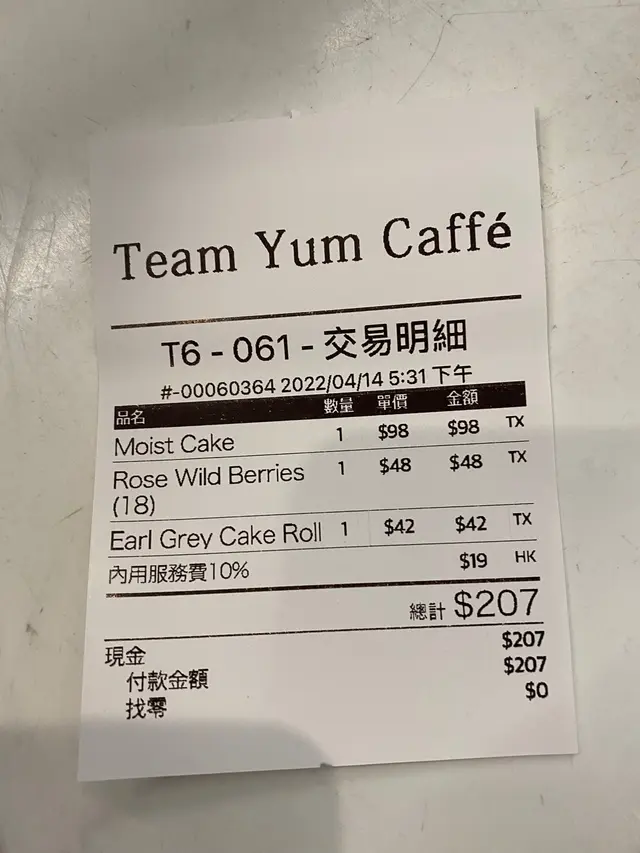 Team Yum Caffé
T6 - 061 - 交易明細
#-00060364 2022/04/14 5:31 下午
品名 數量 單價 金額
Moist Cake 1 $98 $98 TX
Rose Wild Berries 1 $48 $48 TX
(18)
Earl Grey Cake Roll 1 $42 $42 TX
內用服務費10% $19 HK
總計 $207
現金 $207
付款金額 $207
找零 $0